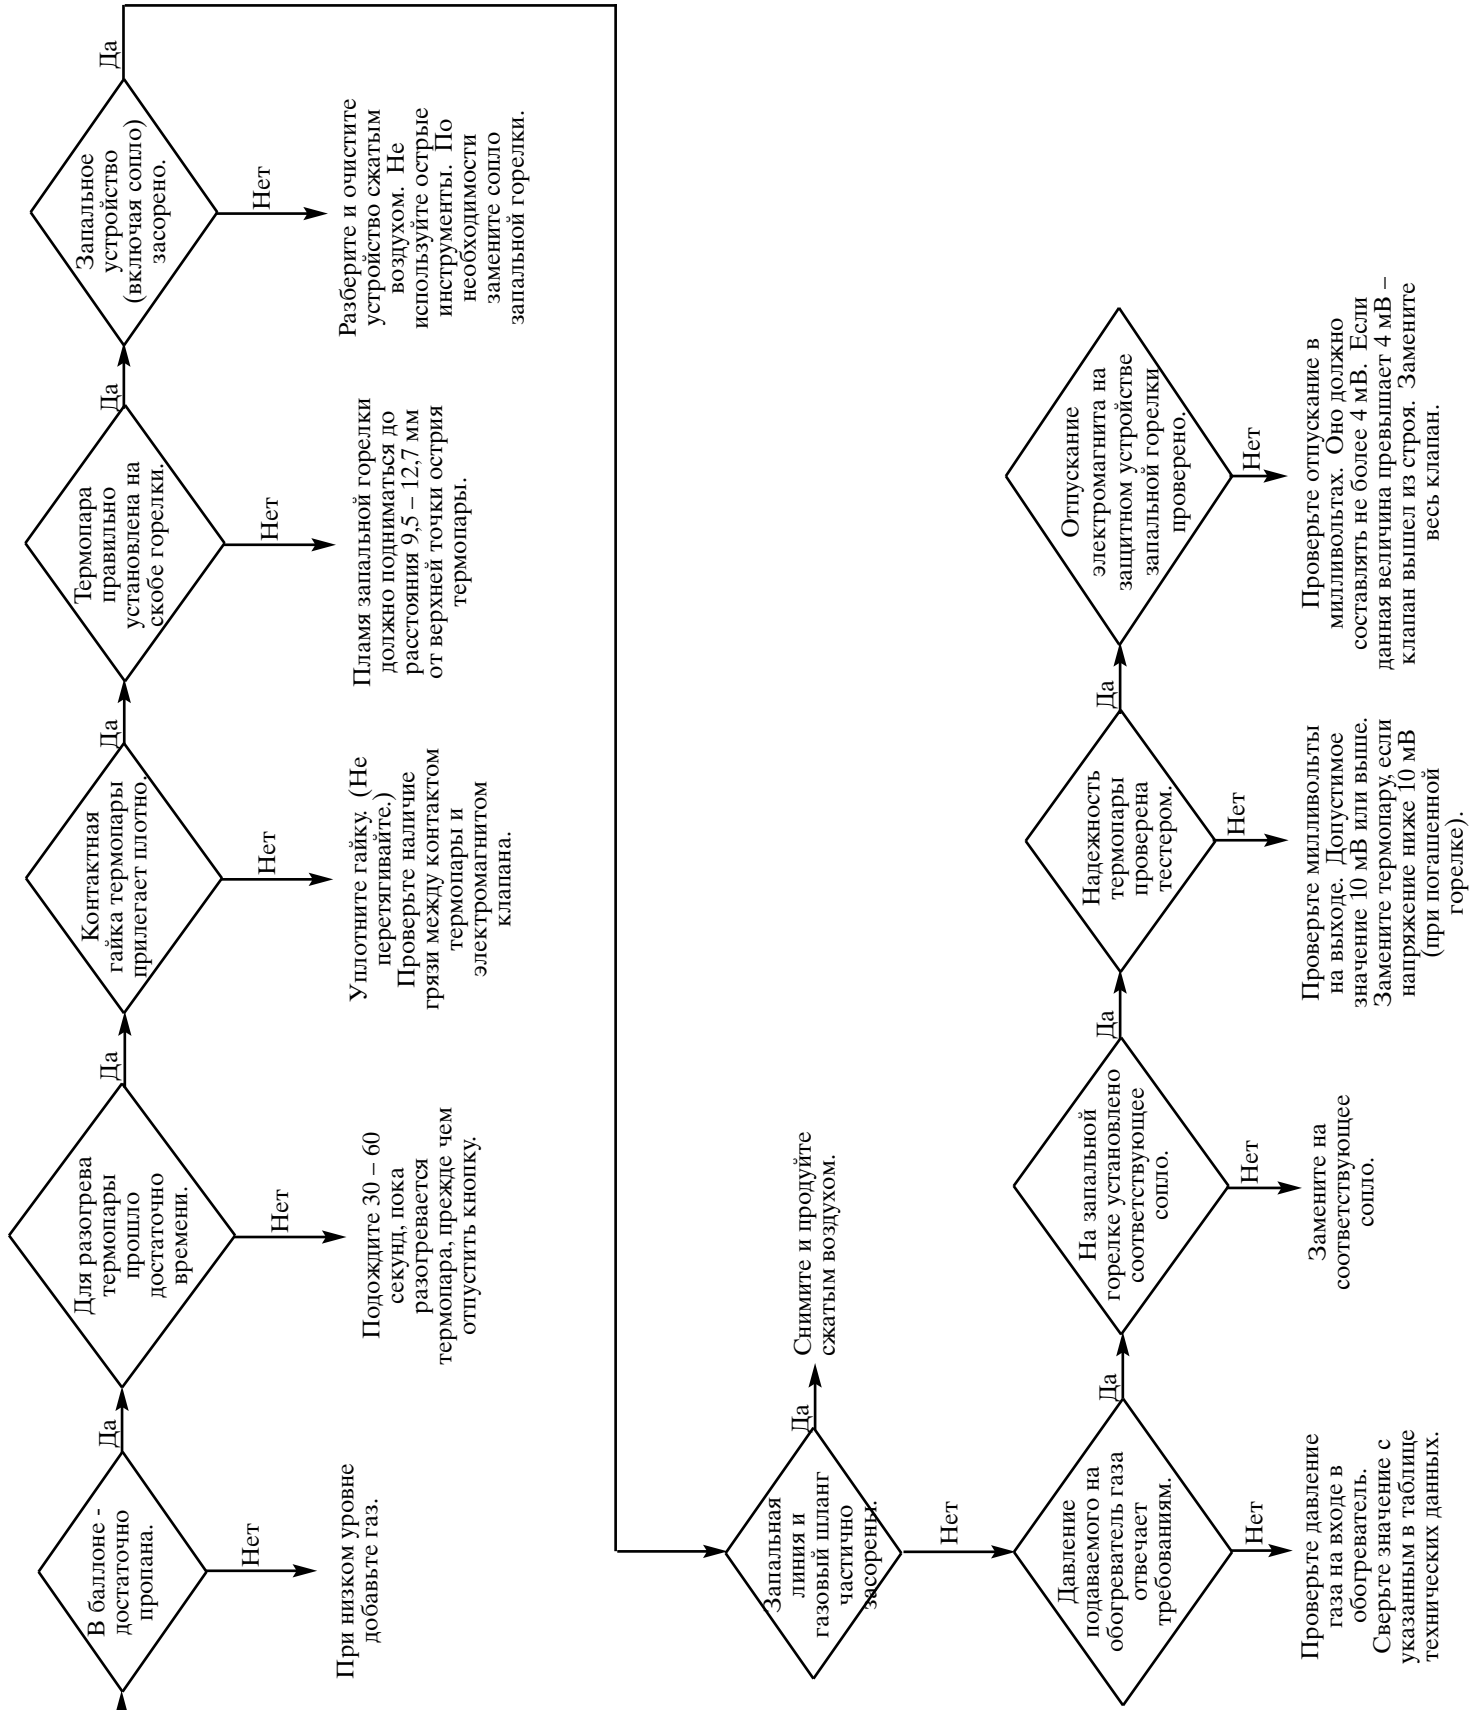 В баллоне -
достаточно
пропана.
Да
Нет
При низком уровне
добавьте газ.
Для разогрева
термопары
прошло
достаточно
времени.
Да
Нет
Подождите 30 – 60
секунд, пока
разогревается
термопара, прежде чем
отпустить кнопку.
Контактная
гайка термопары
прилегает плотно.
Да
Нет
Уплотните гайку. (Не
перетягивайте.)
Проверьте наличие
грязи между контактом
термопары и
электромагнитом
клапана.
Термопара
правильно
установлена на
скобе горелки.
Да
Нет
Пламя запальной горелки
должно подниматься до
расстояния 9,5 – 12,7 мм
от верхней точки острия
термопары.
Запальное
устройство
(включая сопло)
засорено.
Да
Нет
Разберите и очистите
устройство сжатым
воздухом. Не
используйте острые
инструменты. По
необходимости
замените сопло
запальной горелки.
Запальная
линия и
газовый шланг
частично
засорены.
Да
Снимите и продуйте
сжатым воздухом.
Нет
Давление
подаваемого на
обогреватель газа
отвечает
требованиям.
Да
Нет
Проверьте давление
газа на входе в
обогреватель.
Сверьте значение с
указанным в таблице
технических данных.
На запальной
горелке установлено
соответствующее
сопло.
Да
Нет
Замените на
соответствующее
сопло.
Надежность
термопары
проверена
тестером.
Да
Нет
Проверьте милливольты
на выходе. Допустимое
значение 10 мВ или выше.
Замените термопару, если
напряжение ниже 10 мВ
(при погашенной
горелке).
Отпускание
электромагнита на
защитном устройстве
запальной горелки
проверено.
Нет
Проверьте отпускание в
милливольтах. Оно должно
составлять не более 4 мВ. Если
данная величина превышает 4 мВ –
клапан вышел из строя. Замените
весь клапан.